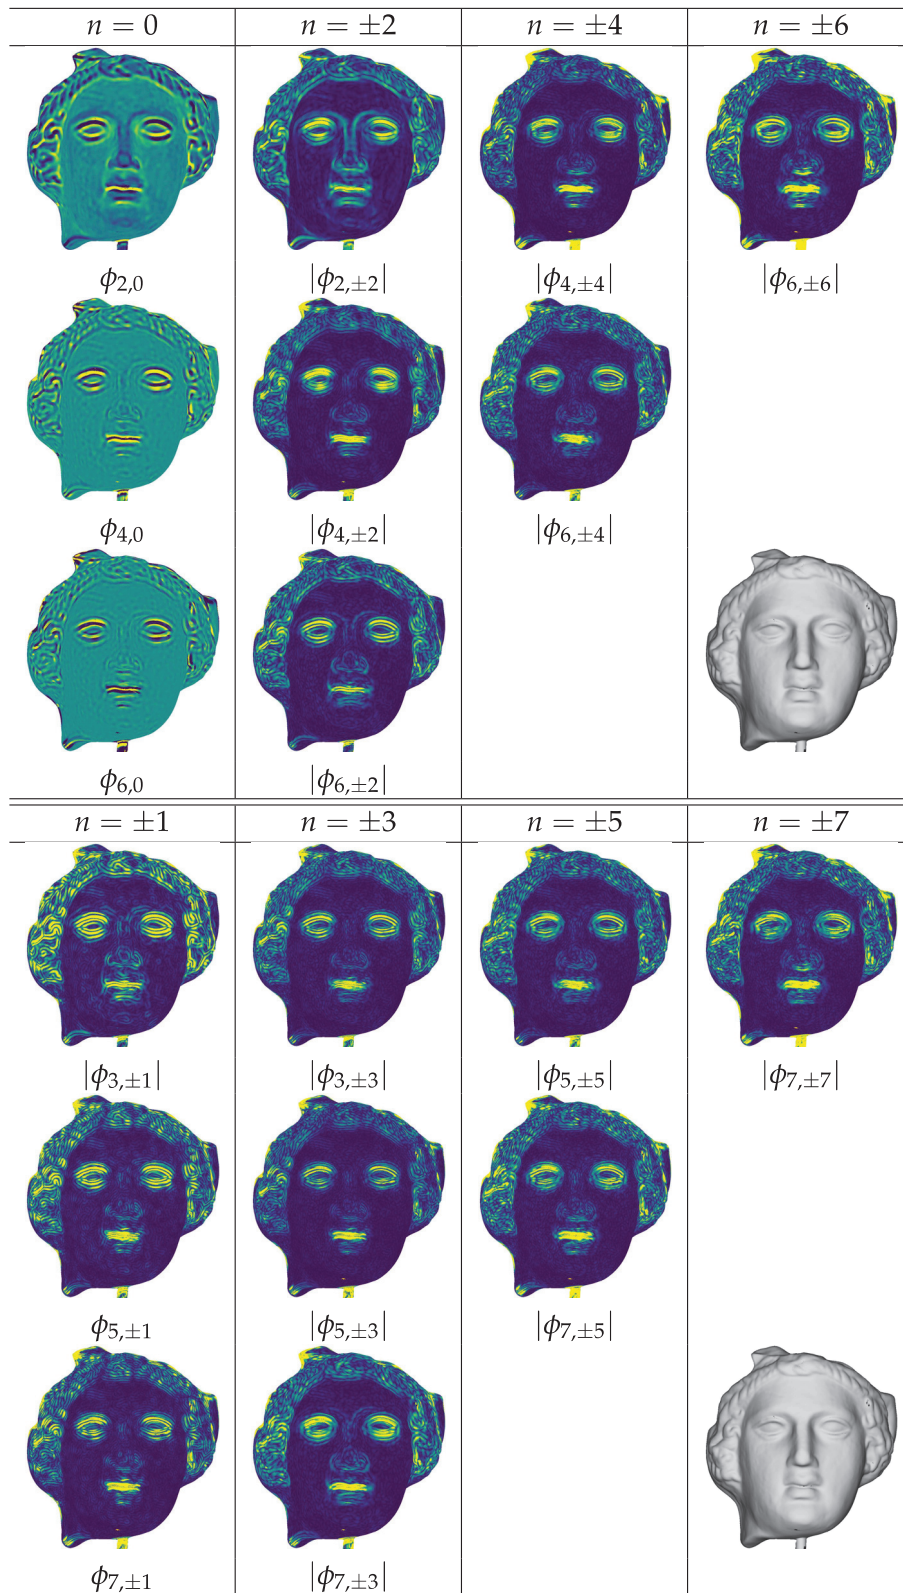 n = 0 n = ±2 n = ±4 n = ±6
ϕ2,0 |ϕ2,±2| |ϕ4,±4| |ϕ6,±6|
ϕ4,0 |ϕ4,±2| |ϕ6,±4|
ϕ6,0 |ϕ6,±2|
n = ±1 n = ±3 n = ±5 n = ±7
|ϕ3,±1| |ϕ3,±3| |ϕ5,±5| |ϕ7,±7|
ϕ5,±1 |ϕ5,±3| |ϕ7,±5|
ϕ7,±1 |ϕ7,±3|